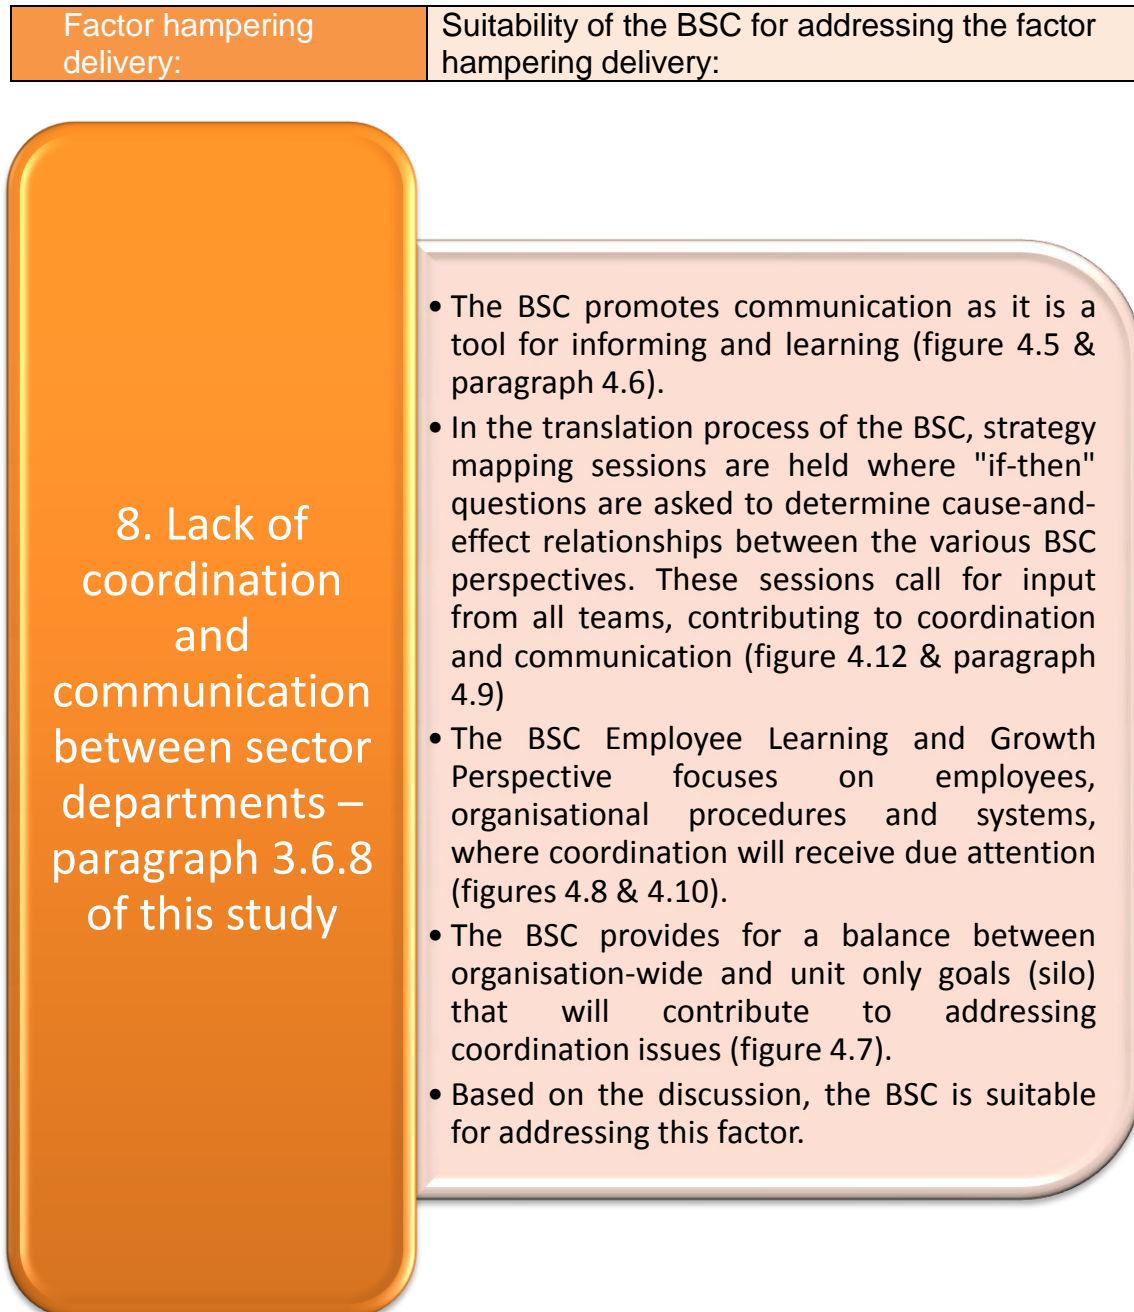 Factor hampering
delivery:
Suitability of the BSC for addressing the factor
hampering delivery:
8. Lack of
coordination
and
communication
between sector
departments –
paragraph 3.6.8
of this study
• The BSC promotes communication as it is a
tool for informing and learning (figure 4.5 &
paragraph 4.6).
• In the translation process of the BSC, strategy
mapping sessions are held where "if-then"
questions are asked to determine cause-and-
effect relationships between the various BSC
perspectives. These sessions call for input
from all teams, contributing to coordination
and communication (figure 4.12 & paragraph
4.9)
• The BSC Employee Learning and Growth
Perspective focuses on employees,
organisational procedures and systems,
where coordination will receive due attention
(figures 4.8 & 4.10).
• The BSC provides for a balance between
organisation-wide and unit only goals (silo)
that will contribute to addressing
coordination issues (figure 4.7).
• Based on the discussion, the BSC is suitable
for addressing this factor.